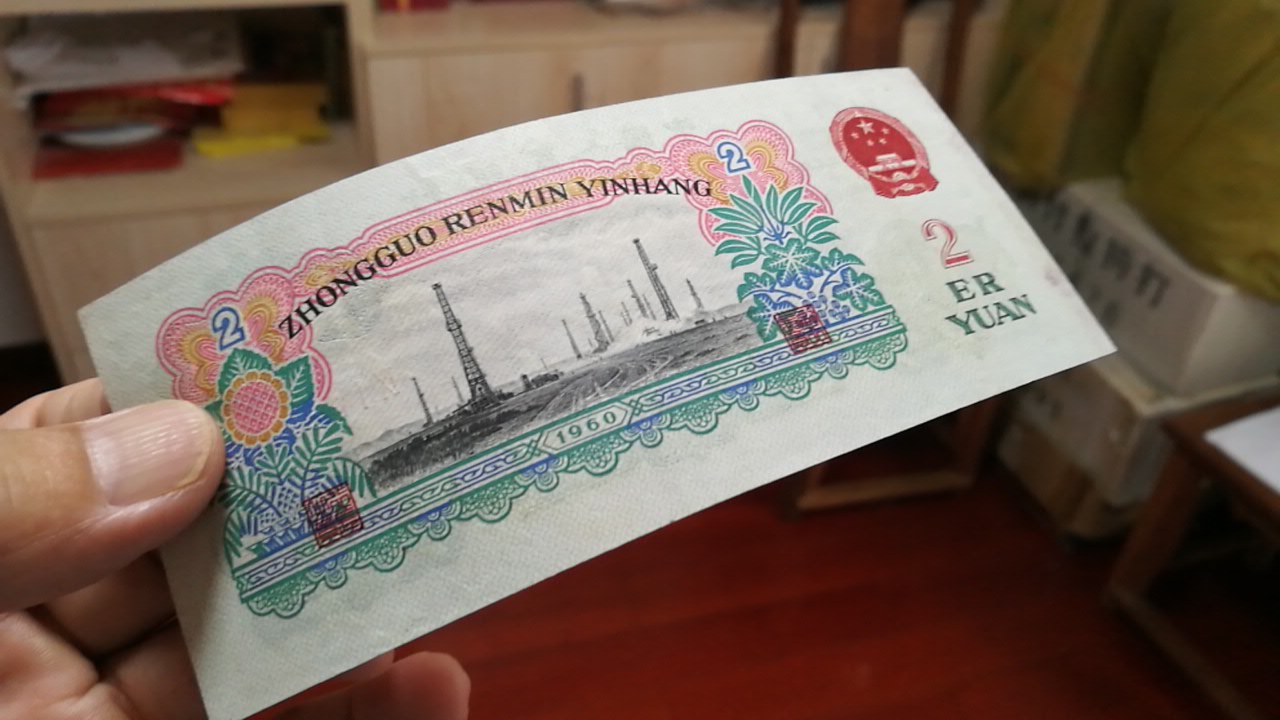 ZHONGGUO RENMIN YINHANG
2
2
2
ER
YUAN
1960